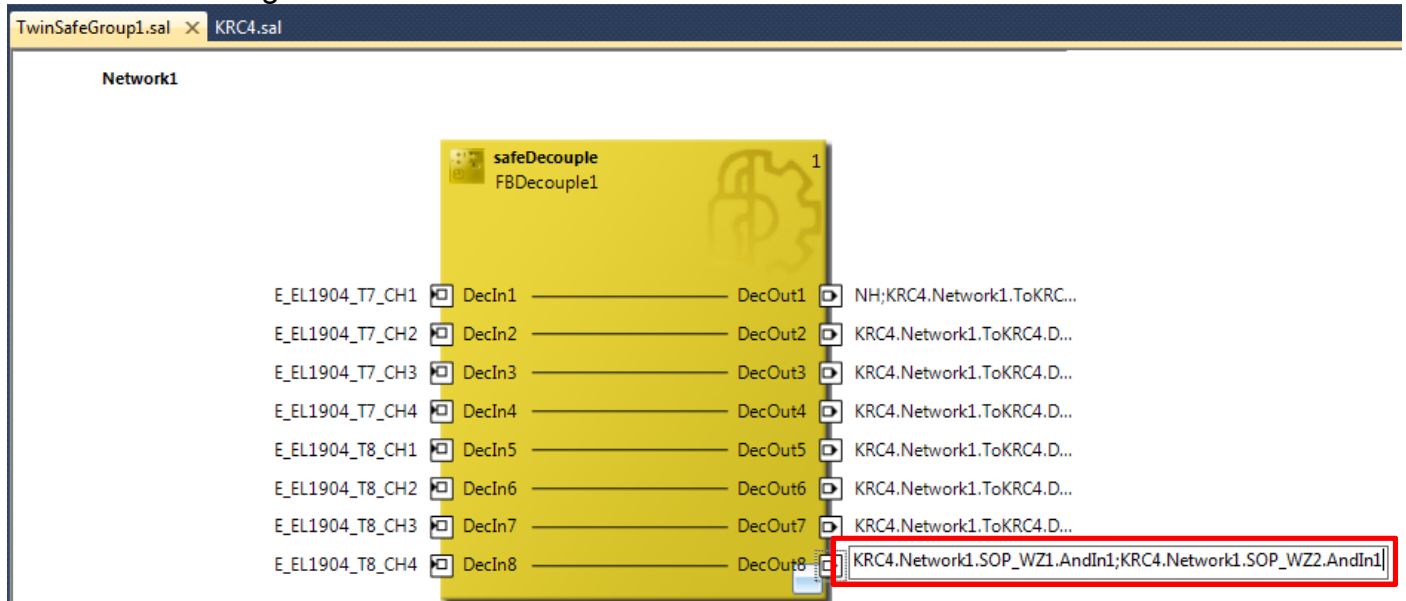 TwinSafeGroup1.sal X KRC4.sal
Network1
safeDecouple 1
FBDecouple1
E_EL1904_T7_CH1 DecIn1 DecOut1 NH;KRC4.Network1.ToKRC...
E_EL1904_T7_CH2 DecIn2 DecOut2 KRC4.Network1.ToKRC4.D...
E_EL1904_T7_CH3 DecIn3 DecOut3 KRC4.Network1.ToKRC4.D...
E_EL1904_T7_CH4 DecIn4 DecOut4 KRC4.Network1.ToKRC4.D...
E_EL1904_T8_CH1 DecIn5 DecOut5 KRC4.Network1.ToKRC4.D...
E_EL1904_T8_CH2 DecIn6 DecOut6 KRC4.Network1.ToKRC4.D...
E_EL1904_T8_CH3 DecIn7 DecOut7 KRC4.Network1.ToKRC4.D...
E_EL1904_T8_CH4 DecIn8 DecOut8 KRC4.Network1.SOP_WZ1.AndIn1;KRC4.Network1.SOP_WZ2.AndIn1